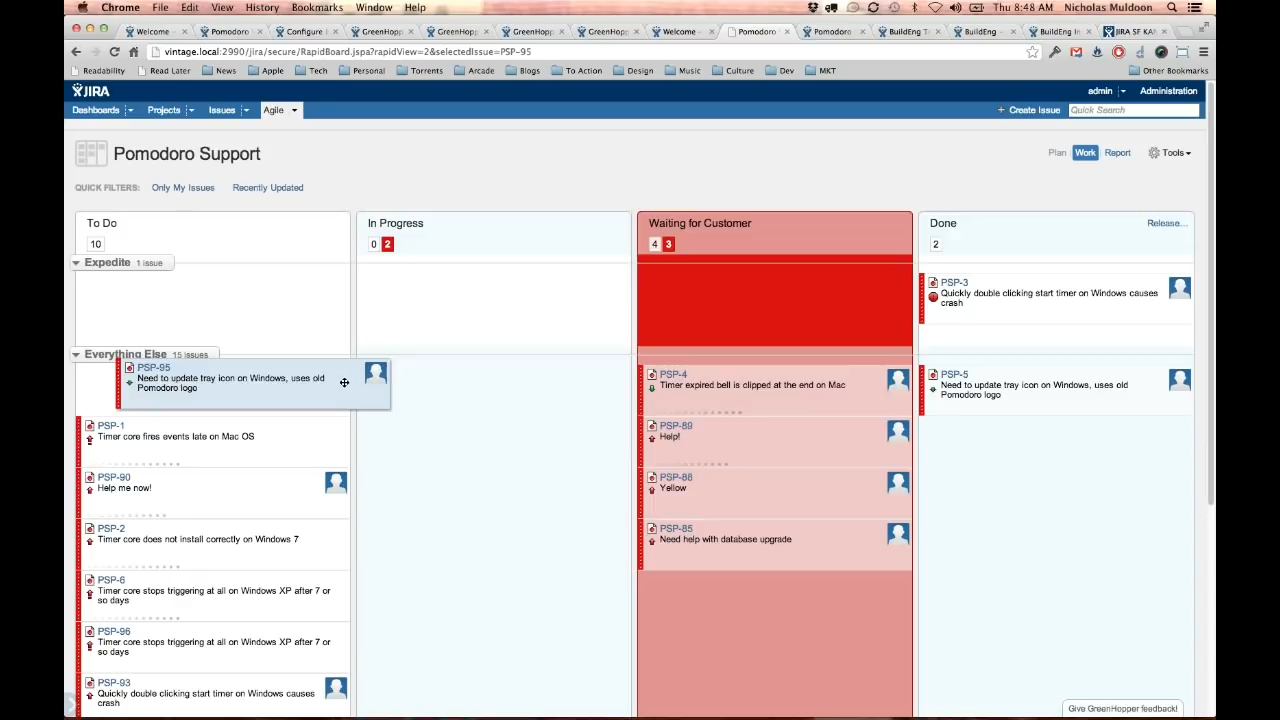 Chrome File Edit View History Bookmarks Window Help Thu 8:48 AM Nicholas Muldoon
Welcome - Pomodoro Configure GreenHopp GreenHopp GreenHopp GreenHopp Welcome - Pomodoro Pomodoro BuildEng T BuildEng - BuildEng In JIRA SF KAN
vintage.local:2990/jira/secure/RapidBoard.jspa?rapidView=2&selectedIssue=PSP-95
Readability Read Later News Apple Tech Personal Torrents Arcade Blogs To Action Design Music Culture Dev MKT Other Bookmarks
JIRA admin Administration
Dashboards Projects Issues Agile + Create Issue Quick Search
Pomodoro Support Plan Work Report Tools
QUICK FILTERS: Only My Issues Recently Updated
To Do In Progress Waiting for Customer Done Release...
10 0 2 4 3 2
Expedite 1 issue
PSP-3
Quickly double clicking start timer on Windows causes
crash
Everything Else 15 issues
PSP-95
Need to update tray icon on Windows, uses old
Pomodoro logo
PSP-1
Timer core fires events late on Mac OS
PSP-90
Help me now!
PSP-2
Timer core does not install correctly on Windows 7
PSP-6
Timer core stops triggering at all on Windows XP after 7 or
so days
PSP-96
Timer core stops triggering at all on Windows XP after 7 or
so days
PSP-93
Quickly double clicking start timer on Windows causes
crash
PSP-4
Timer expired bell is clipped at the end on Mac
PSP-89
Help!
PSP-88
Yellow
PSP-85
Need help with database upgrade
PSP-5
Need to update tray icon on Windows, uses old
Pomodoro logo
Give GreenHopper feedback!